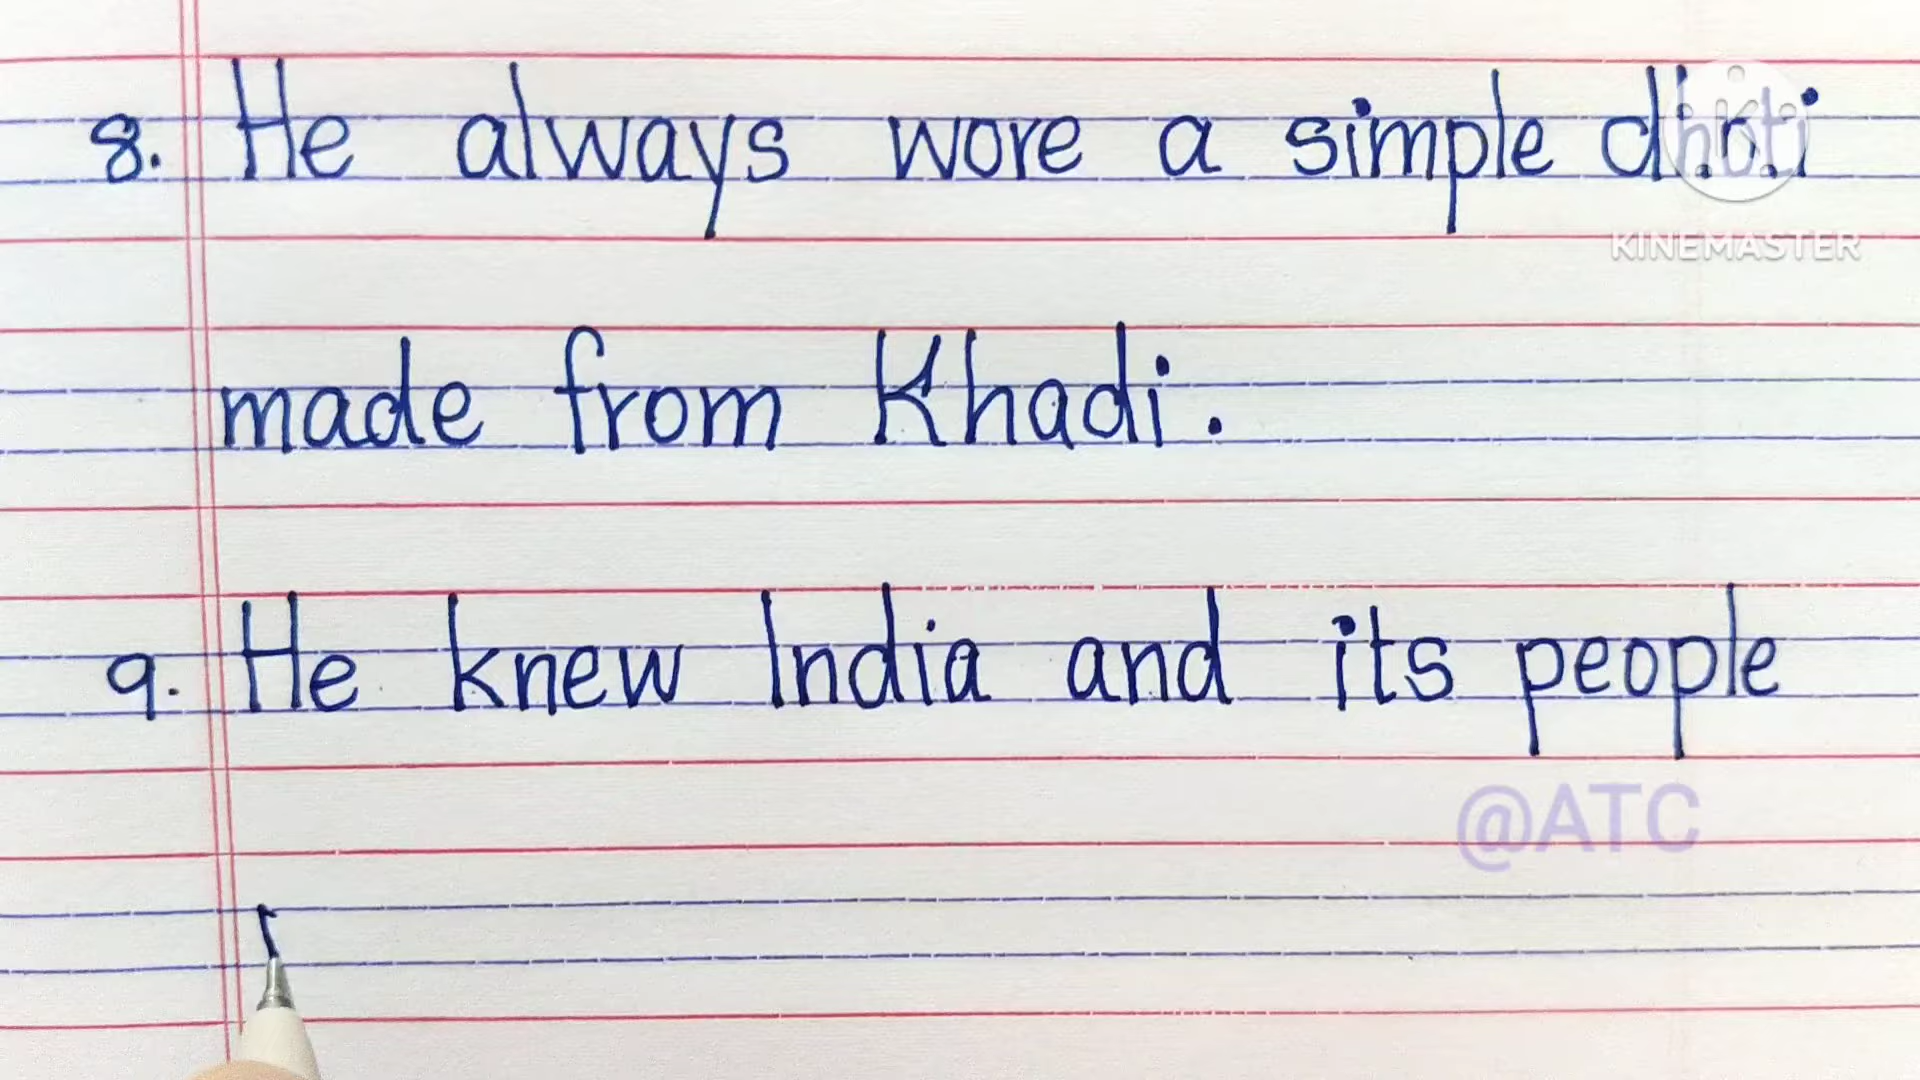 8. He always wore a simple dhoti
KINEMASTER
made from Khadi.
9. He knew India and its people
@ATC